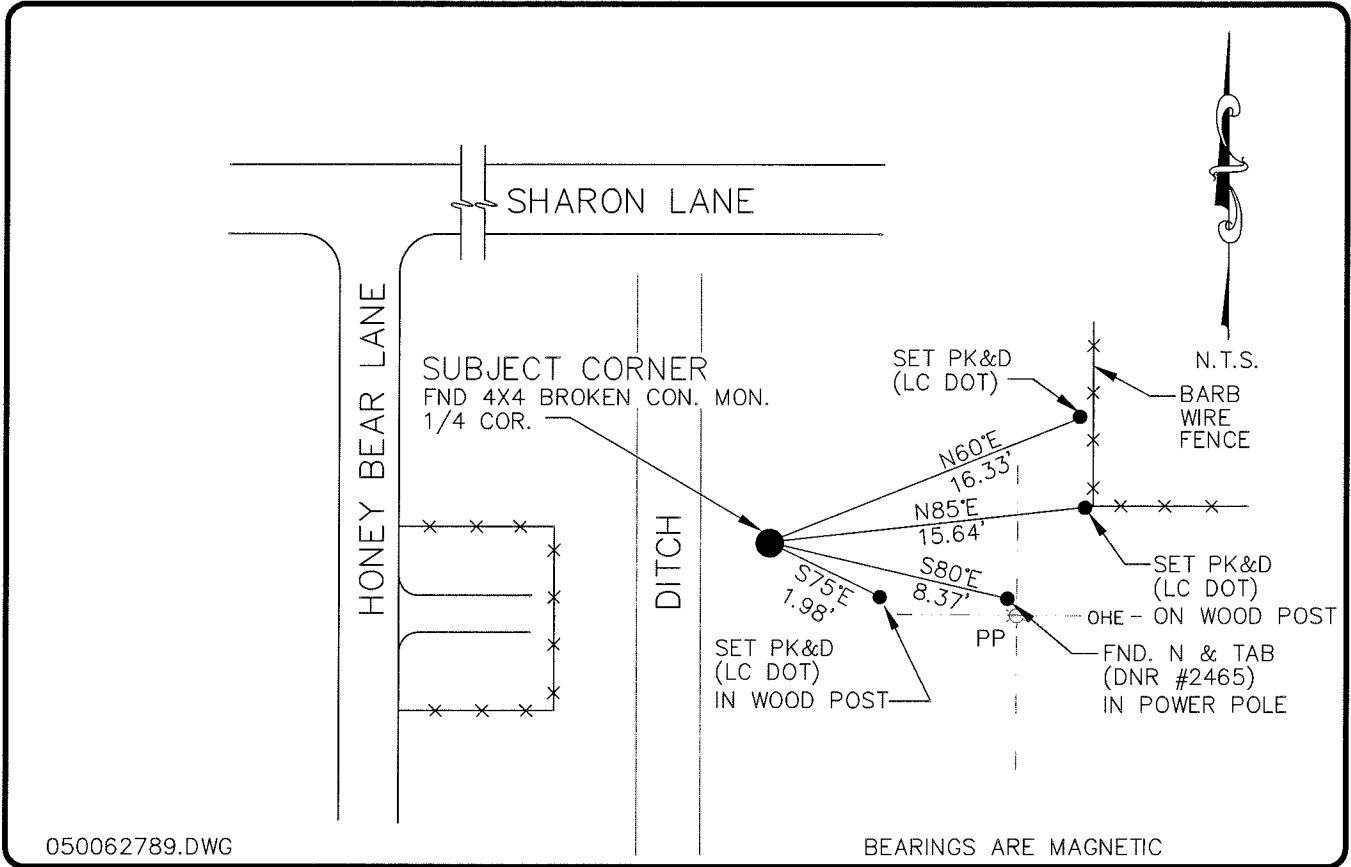 SHARON LANE
HONEY BEAR LANE
SUBJECT CORNER
FND 4X4 BROKEN CON. MON.
1/4 COR.
DITCH
SET PK&D
(LC DOT)
N.T.S.
BARB
WIRE
FENCE
N60°E
16.33'
N85°E
15.64'
S80°E
8.37'
S75°E
1.98'
SET PK&D
(LC DOT)
ON WOOD POST
OHE
PP
SET PK&D
(LC DOT)
IN WOOD POST
FND. N & TAB
(DNR #2465)
IN POWER POLE
050062789.DWG
BEARINGS ARE MAGNETIC